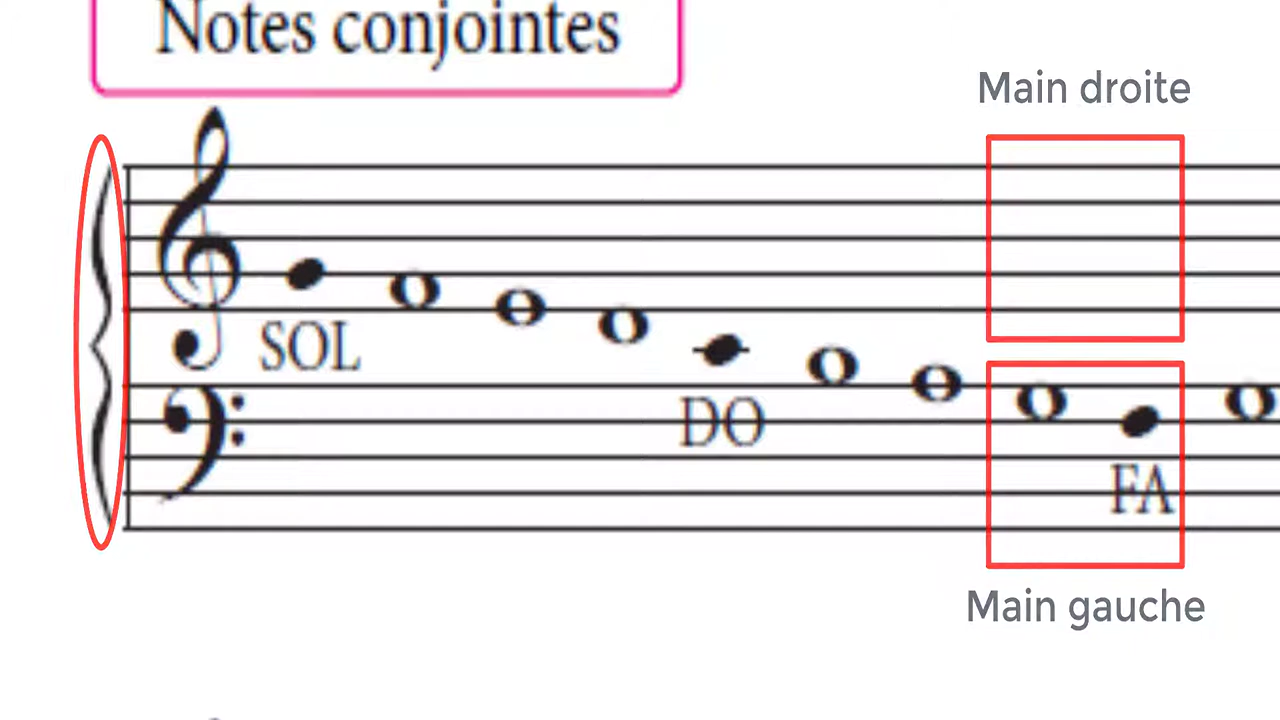 Notes conjointes
Main droite
SOL
DO
FA
Main gauche